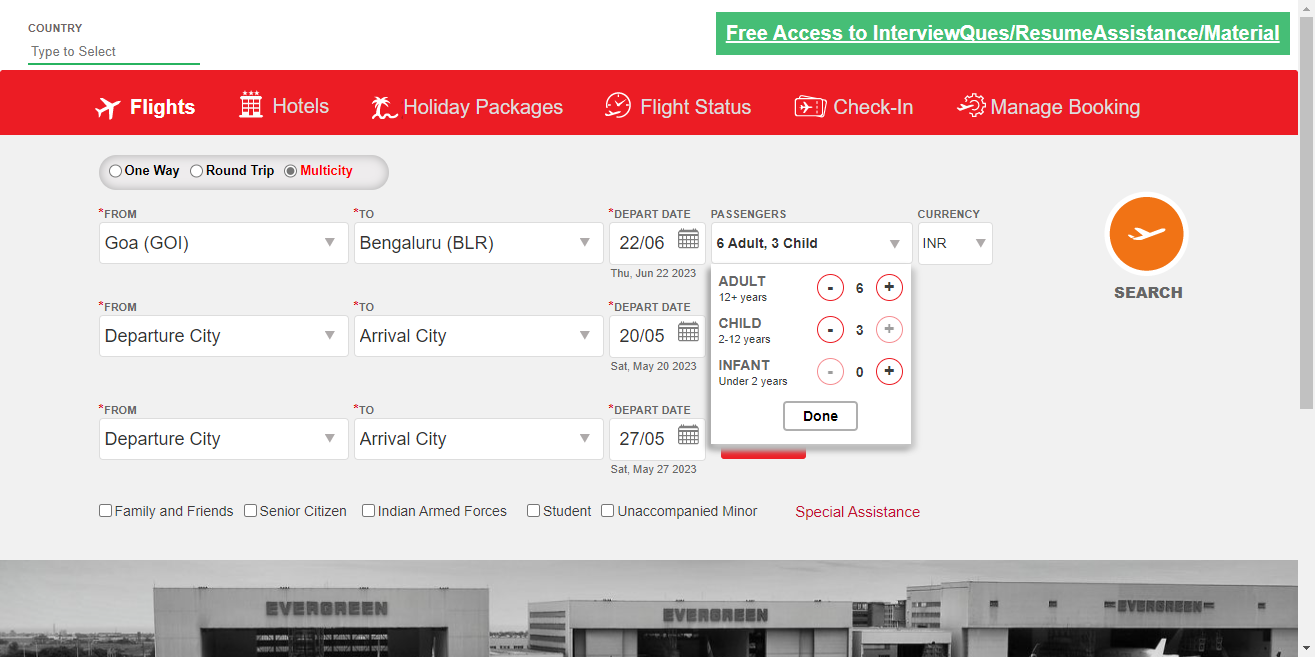 COUNTRY
Type to Select
Free Access to InterviewQues/ResumeAssistance/Material
Flights Hotels Holiday Packages Flight Status Check-In Manage Booking
One Way Round Trip Multicity
*FROM *TO *DEPART DATE PASSENGERS CURRENCY
Goa (GOI) Bengaluru (BLR) 22/06 6 Adult, 3 Child INR
Thu, Jun 22 2023
SEARCH
ADULT - 6 +
12+ years
*FROM *TO *DEPART DATE
CHILD - 3 +
2-12 years
Departure City Arrival City 20/05
Sat, May 20 2023
INFANT - 0 +
Under 2 years
Done
*FROM *TO *DEPART DATE
Departure City Arrival City 27/05
Sat, May 27 2023
Family and Friends Senior Citizen Indian Armed Forces Student Unaccompanied Minor Special Assistance
EVERGREEN EVERGREEN EVERGREEN